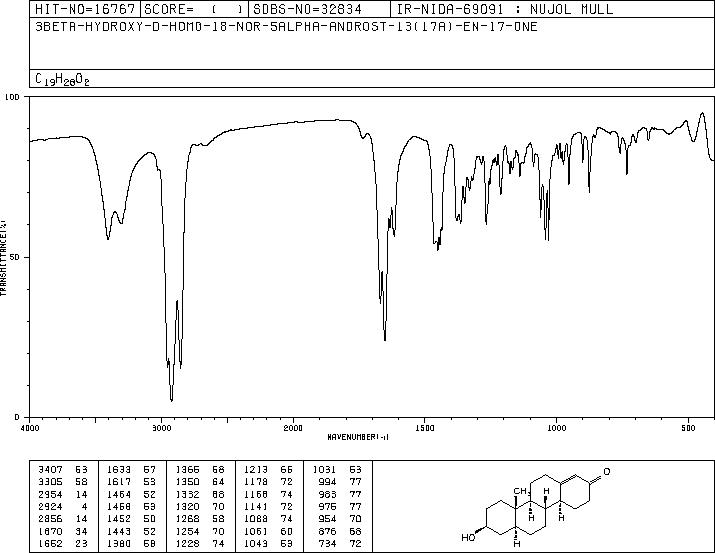 HIT-NO=16767 SCORE= ( ) SDBS-NO=32834 IR-NIDA-69091 : NUJOL MULL
3BETA-HYDROXY-D-HOMO-18-NOR-5ALPHA-ANDROST-13(17A)-EN-17-ONE
C19H28O2
100
50
0
TRANSMITTANCE(%)
4000 3000 2000 1500 1000 500
WAVENUMBER(-1)
3407 53 1633 57 1366 58 1213 66 1031 53
3305 58 1617 53 1350 64 1178 72 994 77
2954 14 1464 52 1332 68 1168 74 983 77
2924 4 1458 53 1320 70 1141 72 975 77
2856 14 1452 50 1268 58 1088 74 954 70
1670 34 1443 52 1254 70 1061 60 876 68
1652 23 1380 58 1228 74 1043 53 734 72
O
CH3
H H
H
HO
H